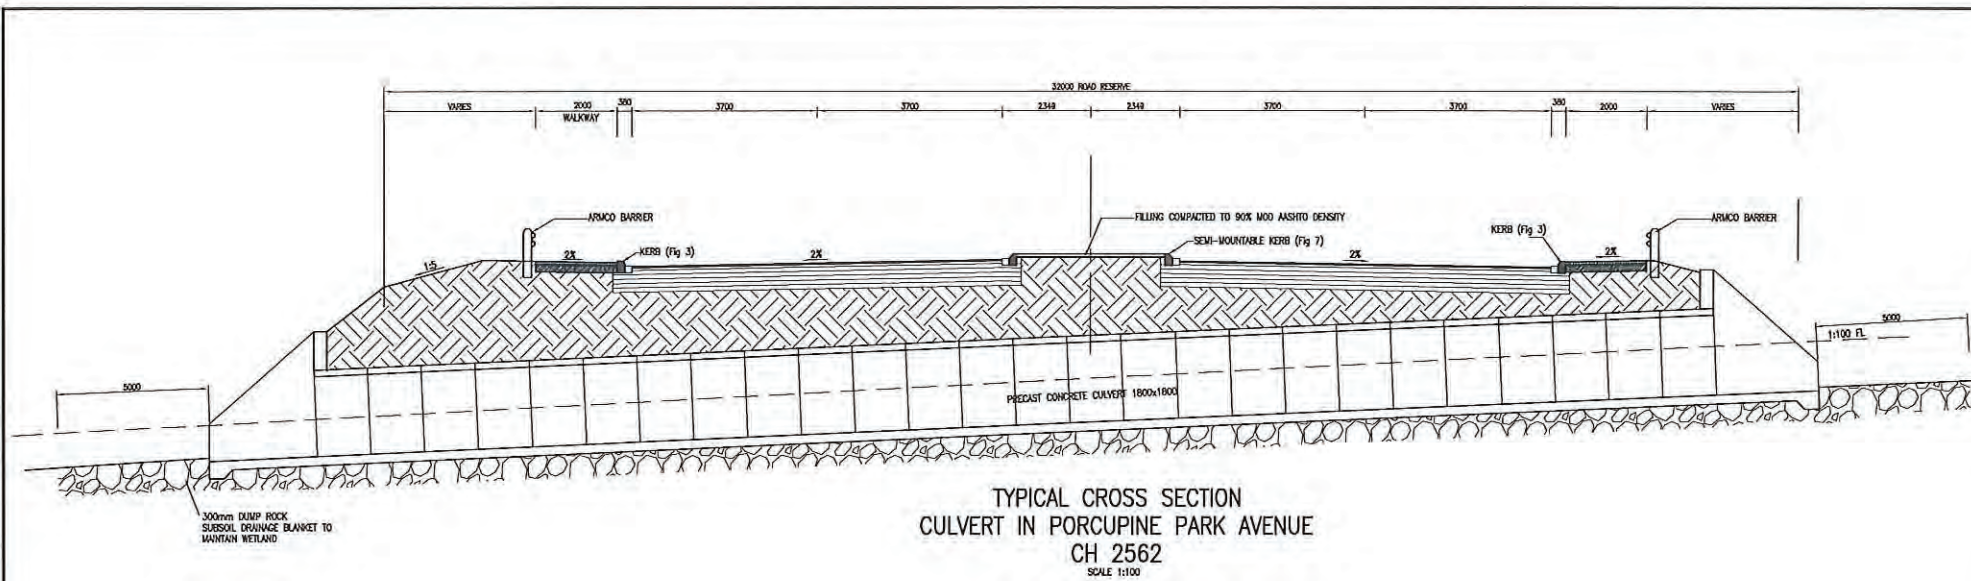 32000 ROAD RESERVE
VARIES 2000 380 3700 3700 2349 2349 3700 3700 380 2000 VARIES
WALKWAY
ARMCO BARRIER
FILLING COMPACTED TO 90% MOD AASHTO DENSITY
ARMCO BARRIER
KERB (Fig 3)
SEMI-MOUNTABLE KERB (Fig 7)
KERB (Fig 3)
1:5
2%
2%
2%
2%
5000
1:100 FL
5000
PRECAST CONCRETE CULVERT 1800x1800
300mm DUMP ROCK
SUBSOIL DRAINAGE BLANKET TO
MAINTAIN WETLAND
TYPICAL CROSS SECTION
CULVERT IN PORCUPINE PARK AVENUE
CH 2562
SCALE 1:100